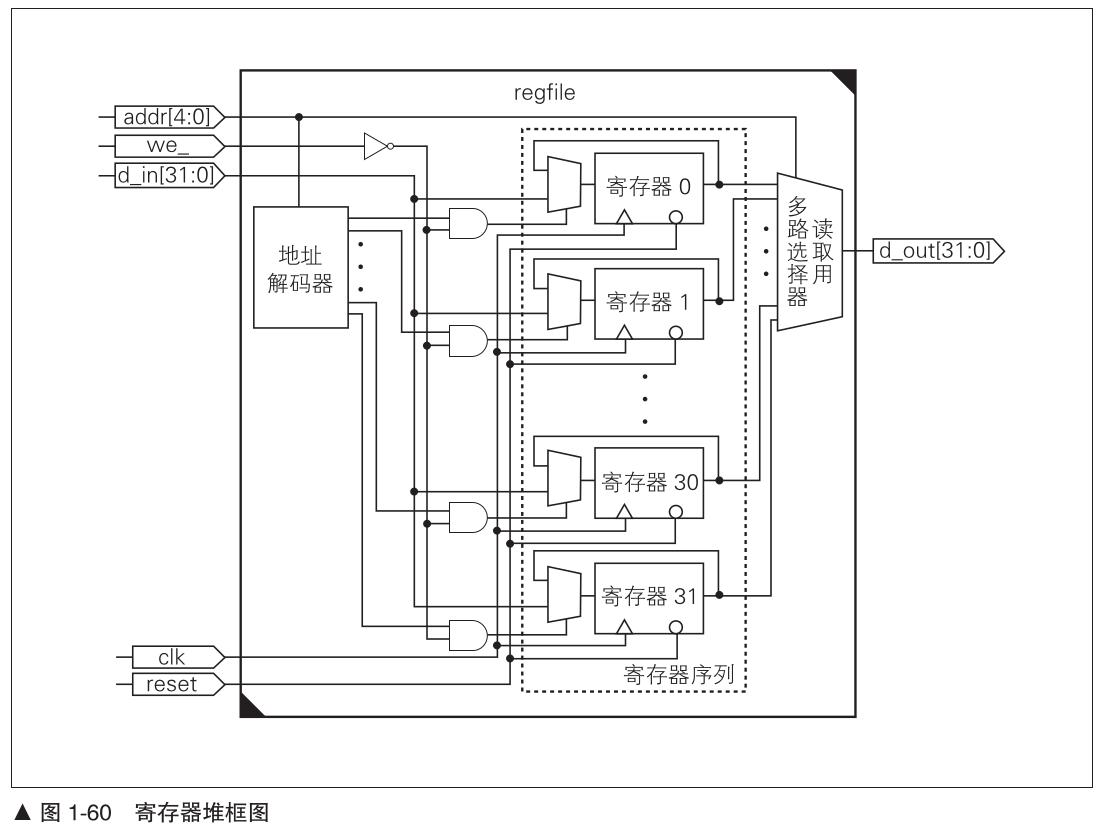 regfile
addr[4:0]
we_
d_in[31:0]
地址
解码器
寄存器 0
寄存器 1
寄存器 30
寄存器 31
寄存器序列
读取用
多路选择器
d_out[31:0]
clk
reset
▲ 图 1-60 寄存器堆框图